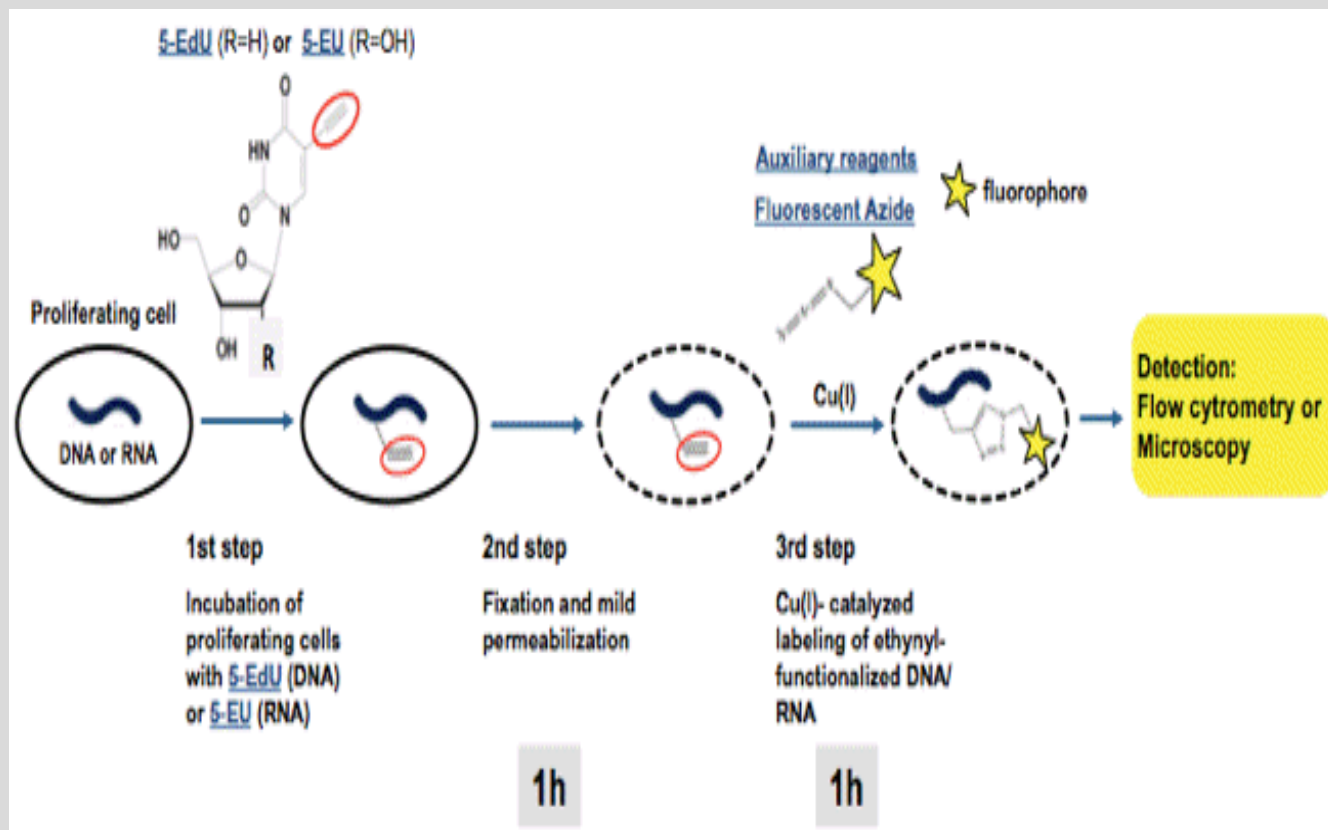 5-EdU (R=H) or 5-EU (R=OH)
O
HN
O
N
HO
O
OH
R
Auxiliary reagents
Fluorescent Azide
fluorophore
Proliferating cell
DNA or RNA
Cu(I)
Detection:
Flow cytrometry or
Microscopy
1st step
Incubation of
proliferating cells
with 5-EdU (DNA)
or 5-EU (RNA)
2nd step
Fixation and mild
permeabilization
3rd step
Cu(I)- catalyzed
labeling of ethynyl-
functionalized DNA/
RNA
1h
1h